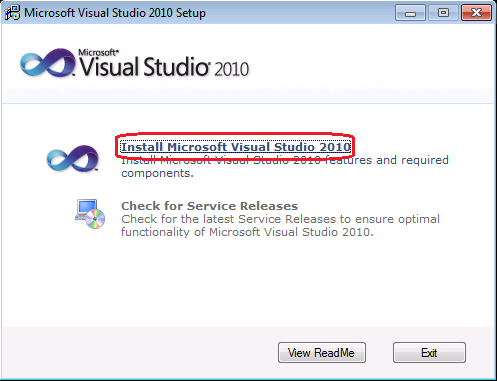 Microsoft Visual Studio 2010 Setup
Microsoft®
Visual Studio® 2010
Install Microsoft Visual Studio 2010
Install Microsoft Visual Studio 2010 features and required
components.
Check for Service Releases
Check for the latest Service Releases to ensure optimal
functionality of Microsoft Visual Studio 2010.
View ReadMe
Exit